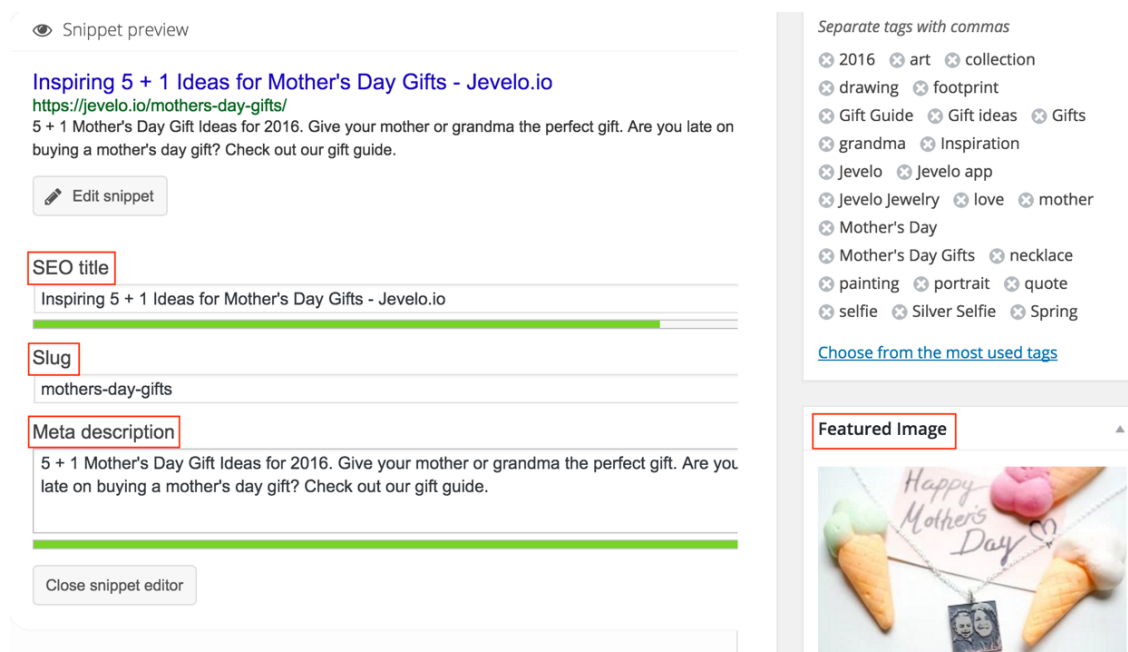 Snippet preview
Inspiring 5 + 1 Ideas for Mother's Day Gifts - Jevelo.io
https://jevelo.io/mothers-day-gifts/
5 + 1 Mother's Day Gift Ideas for 2016. Give your mother or grandma the perfect gift. Are you late on
buying a mother's day gift? Check out our gift guide.
Edit snippet
SEO title
Inspiring 5 + 1 Ideas for Mother's Day Gifts - Jevelo.io
Slug
mothers-day-gifts
Meta description
5 + 1 Mother's Day Gift Ideas for 2016. Give your mother or grandma the perfect gift. Are you
late on buying a mother's day gift? Check out our gift guide.
Close snippet editor
Separate tags with commas
2016 art collection
drawing footprint
Gift Guide Gift ideas Gifts
grandma Inspiration
Jevelo Jevelo app
Jevelo Jewelry love mother
Mother's Day
Mother's Day Gifts necklace
painting portrait quote
selfie Silver Selfie Spring
Choose from the most used tags
Featured Image
Happy
Mother's
Day